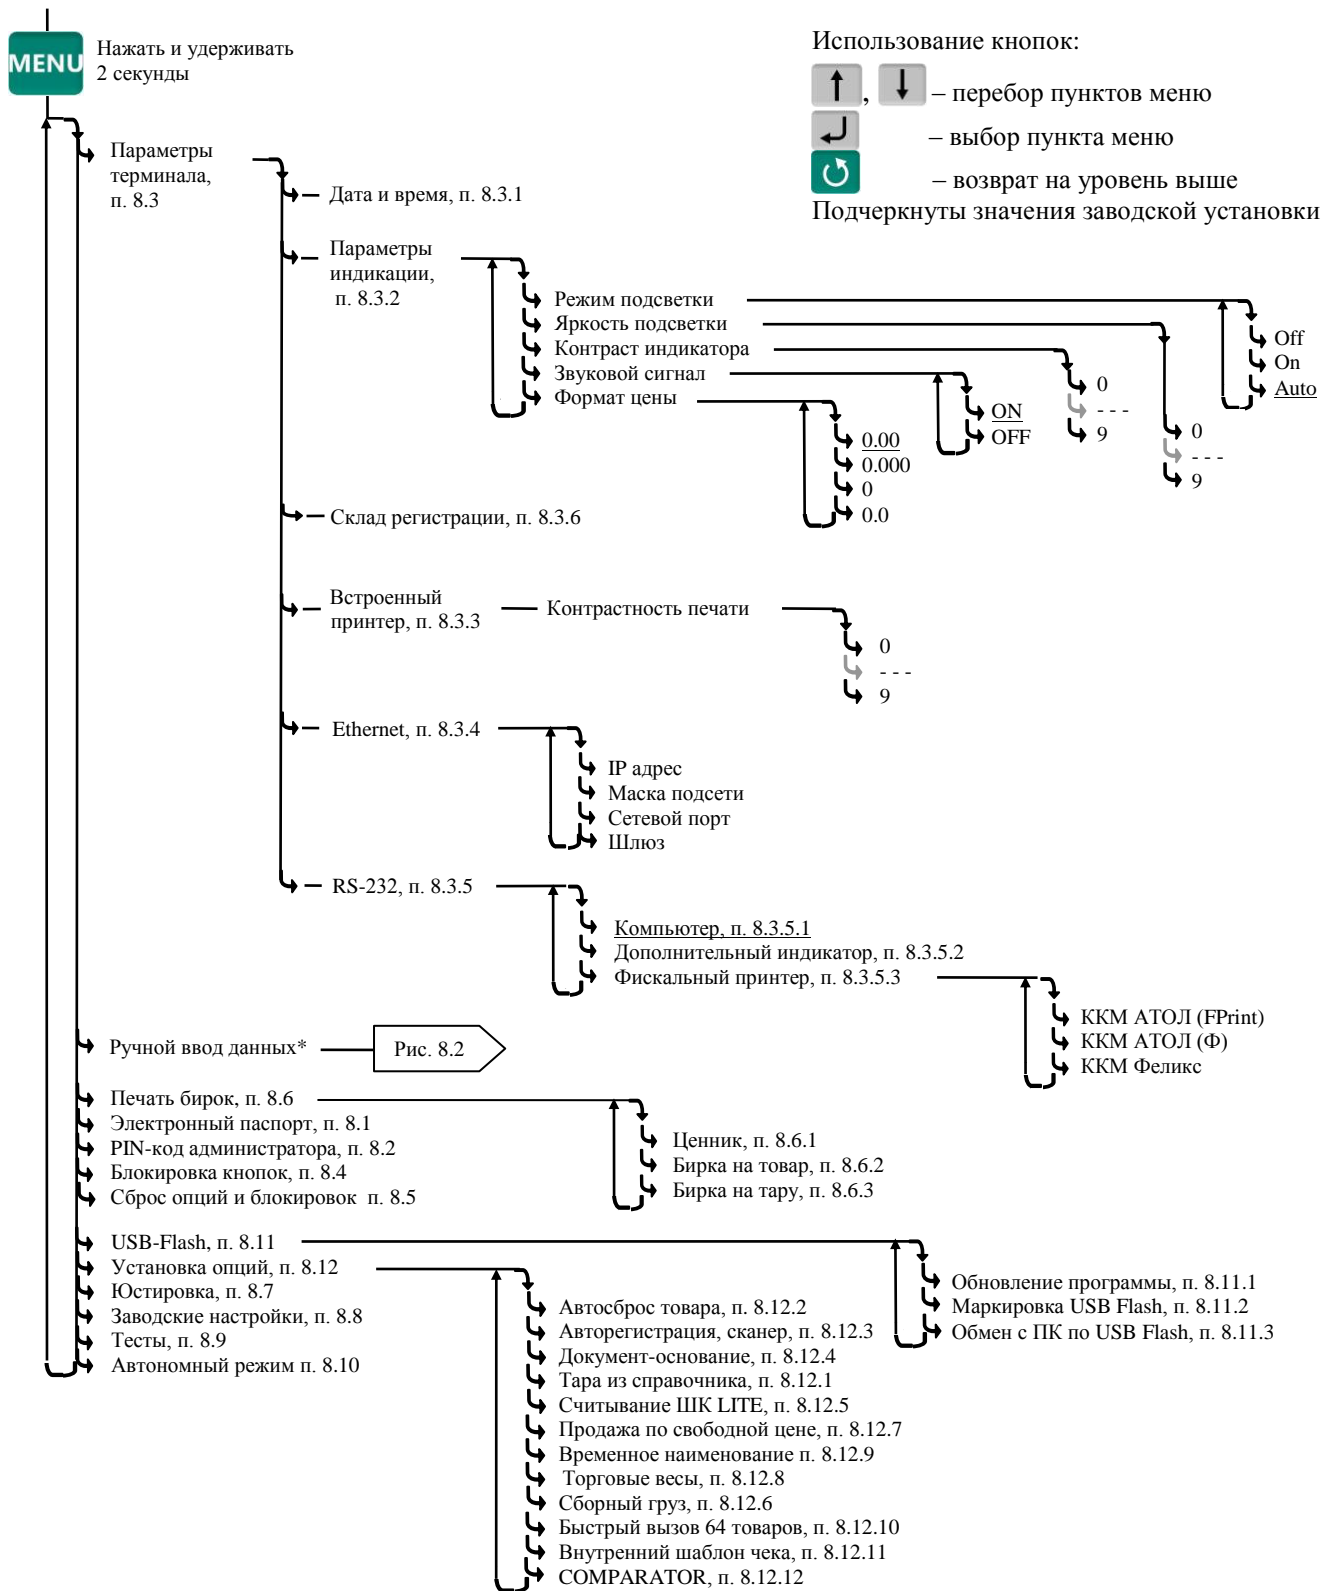 MENU
Нажать и удерживать
2 секунды
Использование кнопок:
, – перебор пунктов меню
– выбор пункта меню
– возврат на уровень выше
Подчеркнуты значения заводской установки
Параметры
терминала,
п. 8.3
Дата и время, п. 8.3.1
Параметры
индикации,
п. 8.3.2
Режим подсветки
Яркость подсветки
Контраст индикатора
Звуковой сигнал
Формат цены
Off
On
Auto
0
- - -
9
0
- - -
9
ON
OFF
0.00
0.000
0
0.0
Склад регистрации, п. 8.3.6
Встроенный
принтер, п. 8.3.3
Контрастность печати
0
- - -
9
Ethernet, п. 8.3.4
IP адрес
Маска подсети
Сетевой порт
Шлюз
RS-232, п. 8.3.5
Компьютер, п. 8.3.5.1
Дополнительный индикатор, п. 8.3.5.2
Фискальный принтер, п. 8.3.5.3
ККМ АТОЛ (FPrint)
ККМ АТОЛ (Ф)
ККМ Феликс
Ручной ввод данных*
Рис. 8.2
Печать бирок, п. 8.6
Электронный паспорт, п. 8.1
PIN-код администратора, п. 8.2
Блокировка кнопок, п. 8.4
Сброс опций и блокировок п. 8.5
Ценник, п. 8.6.1
Бирка на товар, п. 8.6.2
Бирка на тару, п. 8.6.3
USB-Flash, п. 8.11
Установка опций, п. 8.12
Юстировка, п. 8.7
Заводские настройки, п. 8.8
Тесты, п. 8.9
Автономный режим п. 8.10
Обновление программы, п. 8.11.1
Маркировка USB Flash, п. 8.11.2
Обмен с ПК по USB Flash, п. 8.11.3
Автосброс товара, п. 8.12.2
Авторегистрация, сканер, п. 8.12.3
Документ-основание, п. 8.12.4
Тара из справочника, п. 8.12.1
Считывание ШК LITE, п. 8.12.5
Продажа по свободной цене, п. 8.12.7
Временное наименование п. 8.12.9
Торговые весы, п. 8.12.8
Сборный груз, п. 8.12.6
Быстрый вызов 64 товаров, п. 8.12.10
Внутренний шаблон чека, п. 8.12.11
COMPARATOR, п. 8.12.12